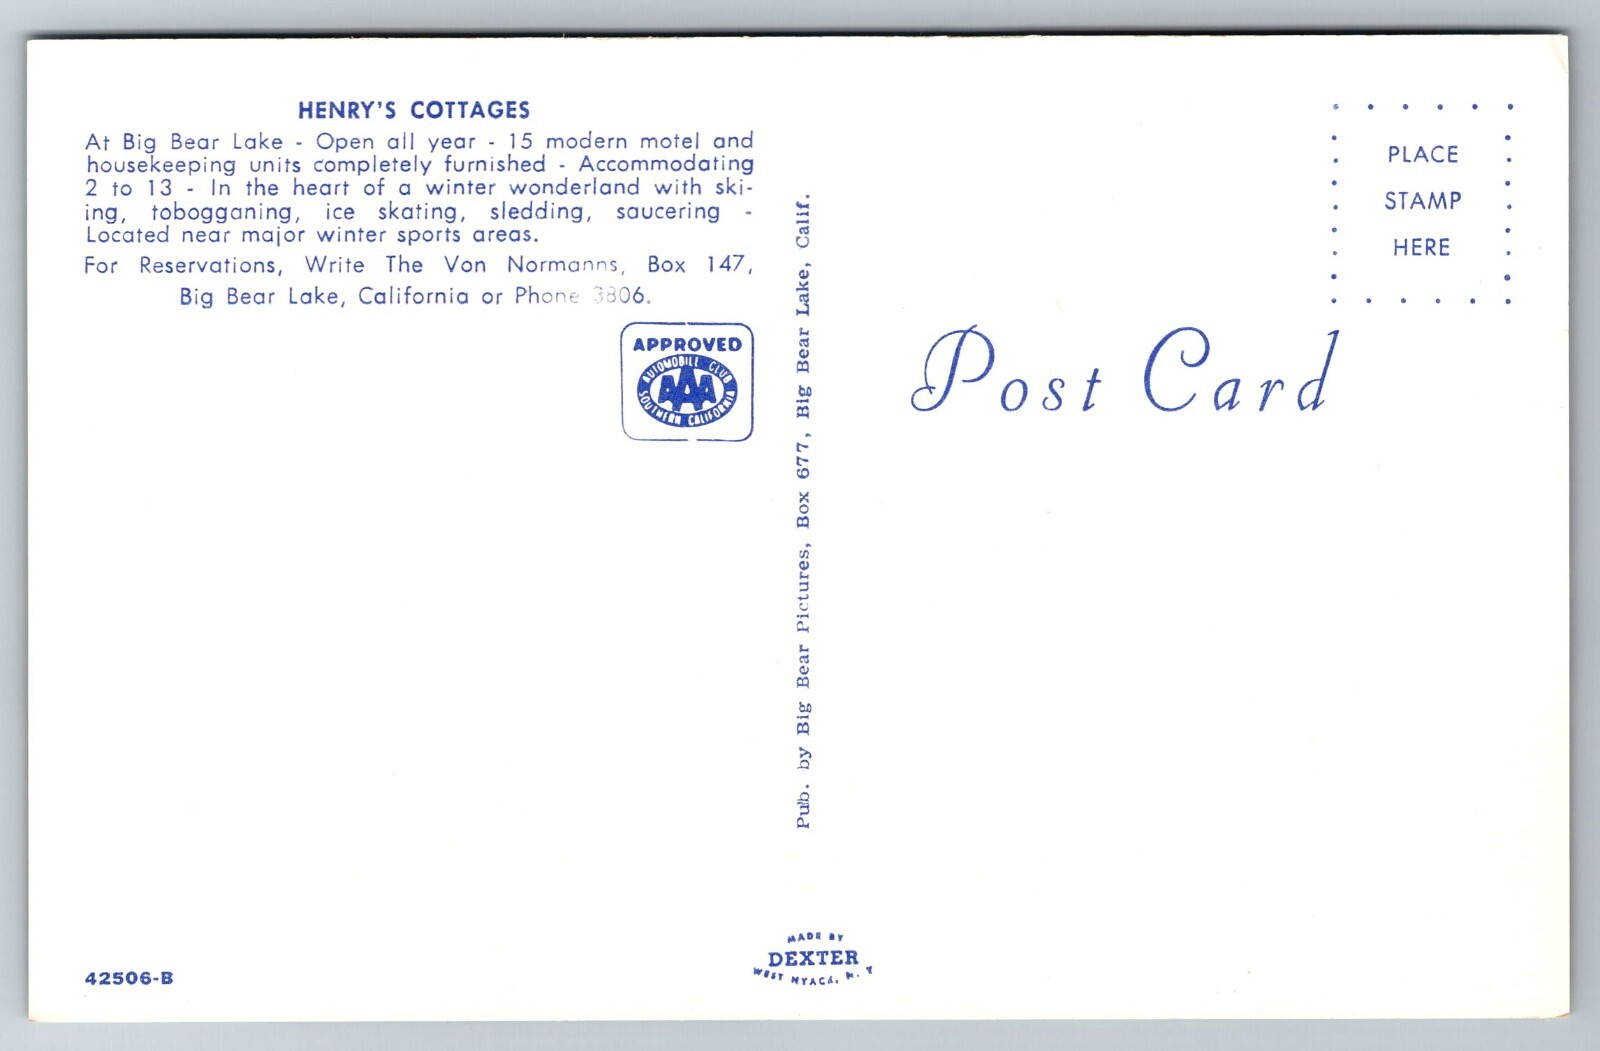 HENRY'S COTTAGES
At Big Bear Lake - Open all year - 15 modern motel and
housekeeping units completely furnished - Accommodating
2 to 13 - In the heart of a winter wonderland with ski-
ing, tobogganing, ice skating, sledding, saucering -
Located near major winter sports areas.
For Reservations, Write The Von Normanns, Box 147,
Big Bear Lake, California or Phone 3806.
APPROVED
AUTOMOBILE CLUB
AAA
SOUTHERN CALIFORNIA
Pub. by Big Bear Pictures, Box 677, Big Bear Lake, Calif.
PLACE
STAMP
HERE
Post Card
42506-B
MADE BY
DEXTER
WEST NYACK, N. Y